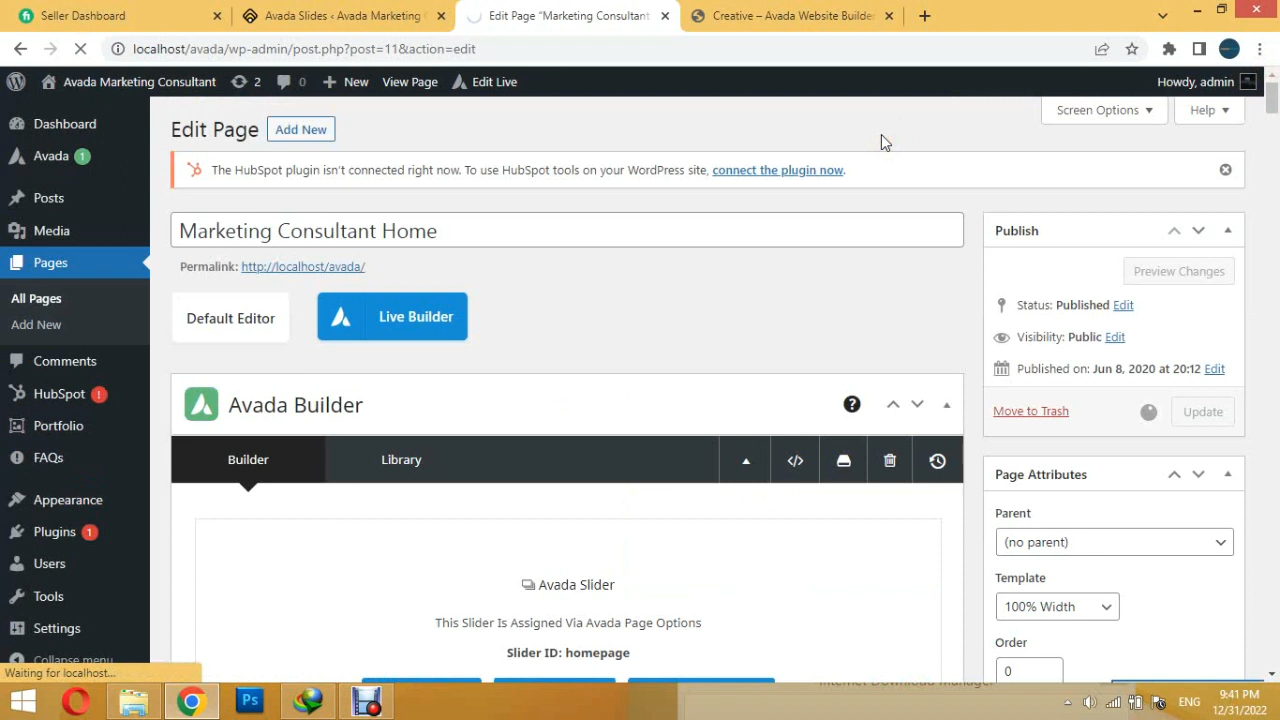 Seller Dashboard
Avada Slides ‹ Avada Marketing
Edit Page "Marketing Consultant
Creative – Avada Website Builder
localhost/avada/wp-admin/post.php?post=11&action=edit
Avada Marketing Consultant
2
0
New
View Page
Edit Live
Howdy, admin
Dashboard
Avada 1
Posts
Media
Pages
All Pages
Add New
Comments
HubSpot !
Portfolio
FAQs
Appearance
Plugins 1
Users
Tools
Settings
Collapse menu
Waiting for localhost...
Screen Options
Help
Edit Page
Add New
The HubSpot plugin isn't connected right now. To use HubSpot tools on your WordPress site, connect the plugin now.
Marketing Consultant Home
Permalink: http://localhost/avada/
Default Editor
Live Builder
Avada Builder
?
Builder
Library
</>
Avada Slider
This Slider Is Assigned Via Avada Page Options
Slider ID: homepage
Publish
Preview Changes
Status: Published Edit
Visibility: Public Edit
Published on: Jun 8, 2020 at 20:12 Edit
Move to Trash
Update
Page Attributes
Parent
(no parent)
Template
100% Width
Order
0
Internet Download Manager
Ps
ENG
9:41 PM
12/31/2022